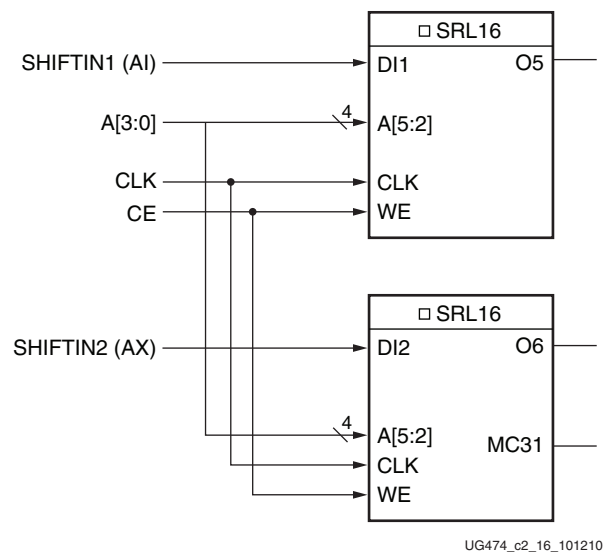 □ SRL16
SHIFTIN1 (AI)
DI1
O5
A[3:0]
4
A[5:2]
CLK
CLK
CE
WE
□ SRL16
SHIFTIN2 (AX)
DI2
O6
4
A[5:2]
MC31
CLK
WE
UG474_c2_16_101210